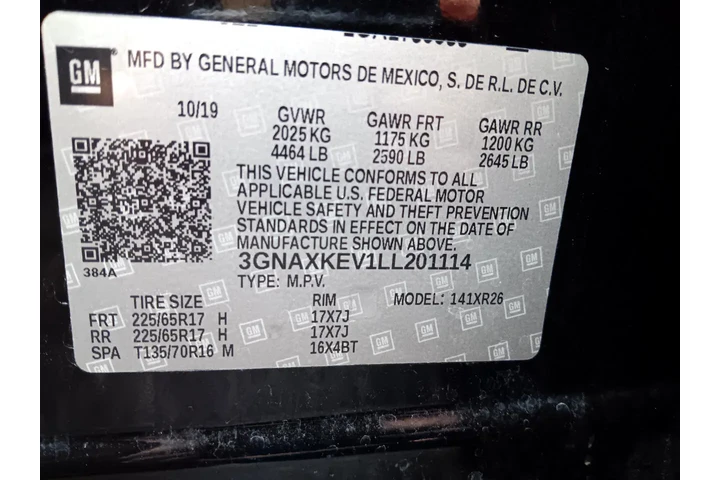 GM
MFD BY GENERAL MOTORS DE MEXICO, S. DE R.L. DE C.V.
10/19 GVWR GAWR FRT GAWR RR
2025 KG 1175 KG 1200 KG
4464 LB 2590 LB 2645 LB
THIS VEHICLE CONFORMS TO ALL
APPLICABLE U.S. FEDERAL MOTOR
VEHICLE SAFETY AND THEFT PREVENTION
STANDARDS IN EFFECT ON THE DATE OF
MANUFACTURE SHOWN ABOVE.
384A
3GNAXKEV1LL201114
TYPE: M.P.V.
TIRE SIZE RIM MODEL: 141XR26
FRT 225/65R17 H 17X7J
RR 225/65R17 H 17X7J
SPA T135/70R16 M 16X4BT